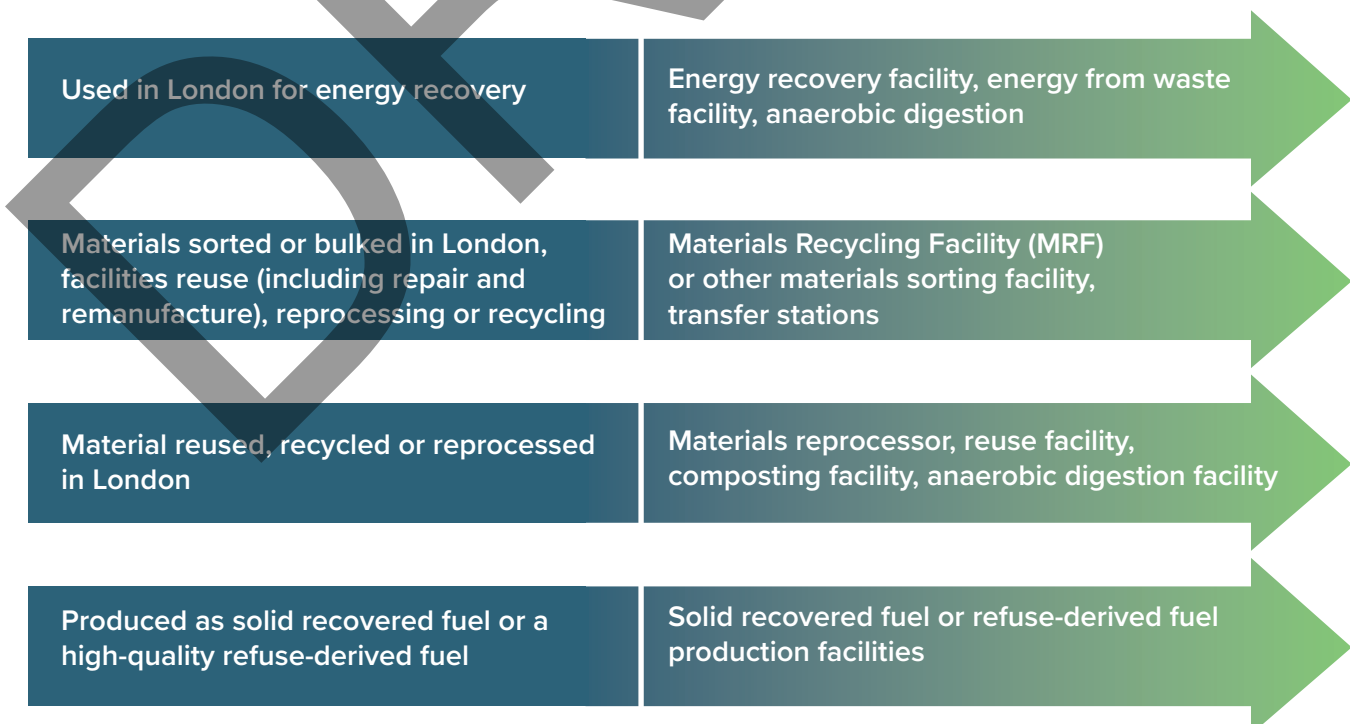 Used in London for energy recovery
Energy recovery facility, energy from waste
facility, anaerobic digestion
Materials sorted or bulked in London,
facilities reuse (including repair and
remanufacture), reprocessing or recycling
Materials Recycling Facility (MRF)
or other materials sorting facility,
transfer stations
Material reused, recycled or reprocessed
in London
Materials reprocessor, reuse facility,
composting facility, anaerobic digestion facility
Produced as solid recovered fuel or a
high-quality refuse-derived fuel
Solid recovered fuel or refuse-derived fuel
production facilities